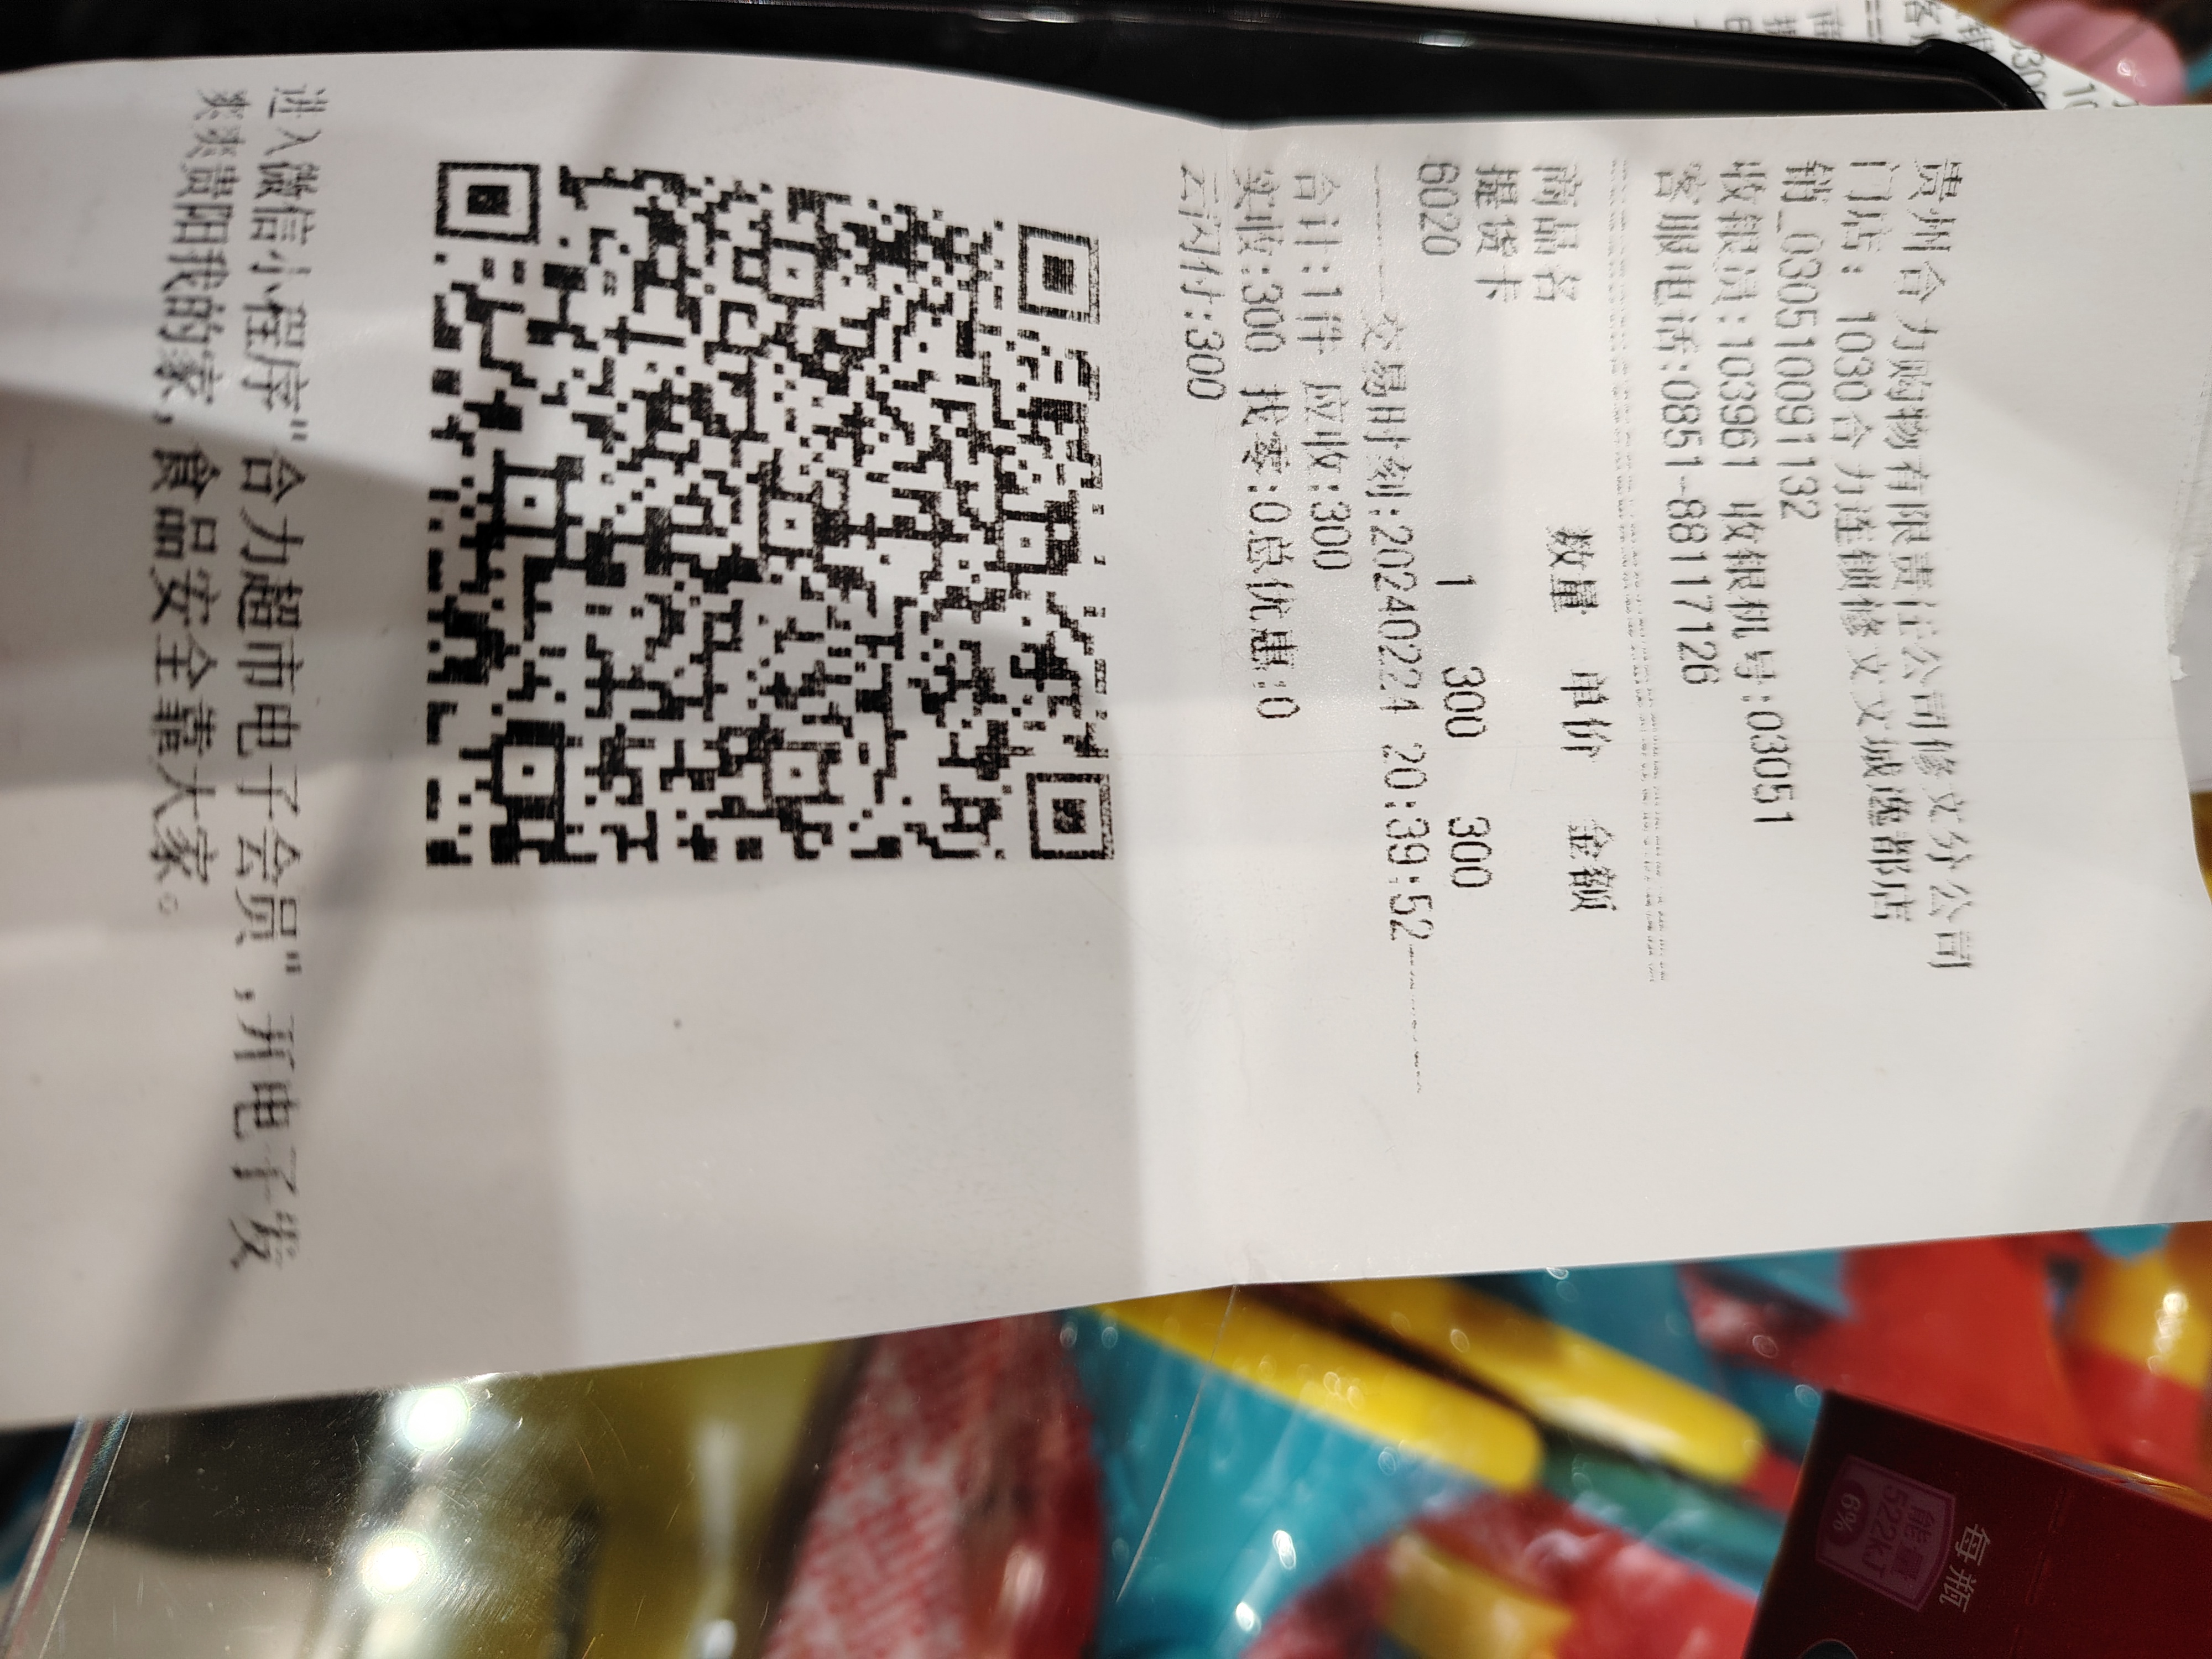 贵州合力购物有限责任公司修文分公司
门店: 1030合力连锁修文文城逸都店
销_030510091132
收银员:103961 收银机号:03051
客服电话:0851-88117126
商品名 数量 单价 金额
提货卡
6020 1 300 300
交易时刻:20240224 20:39:52
合计:1件 应收:300
实收:300 找零:0总优惠:0
云闪付:300
进入微信小程序"合力超市电子会员",开电子发
爽爽贵阳我的家,食品安全靠大家。
每瓶
能量
522KJ
6%